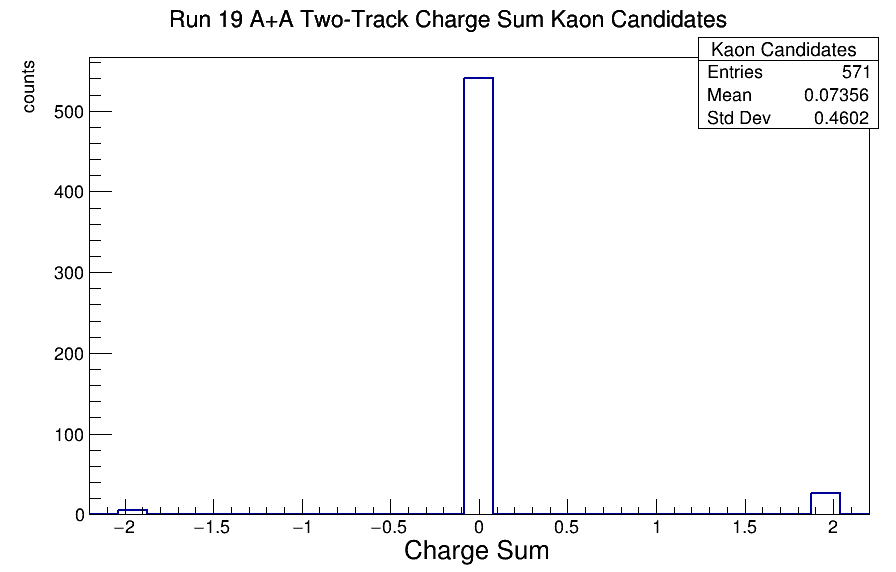 Run 19 A+A Two-Track Charge Sum Kaon Candidates
Kaon Candidates
Entries 571
Mean 0.07356
Std Dev 0.4602
counts
500
400
300
200
100
0
−2 −1.5 −1 −0.5 0 0.5 1 1.5 2
Charge Sum